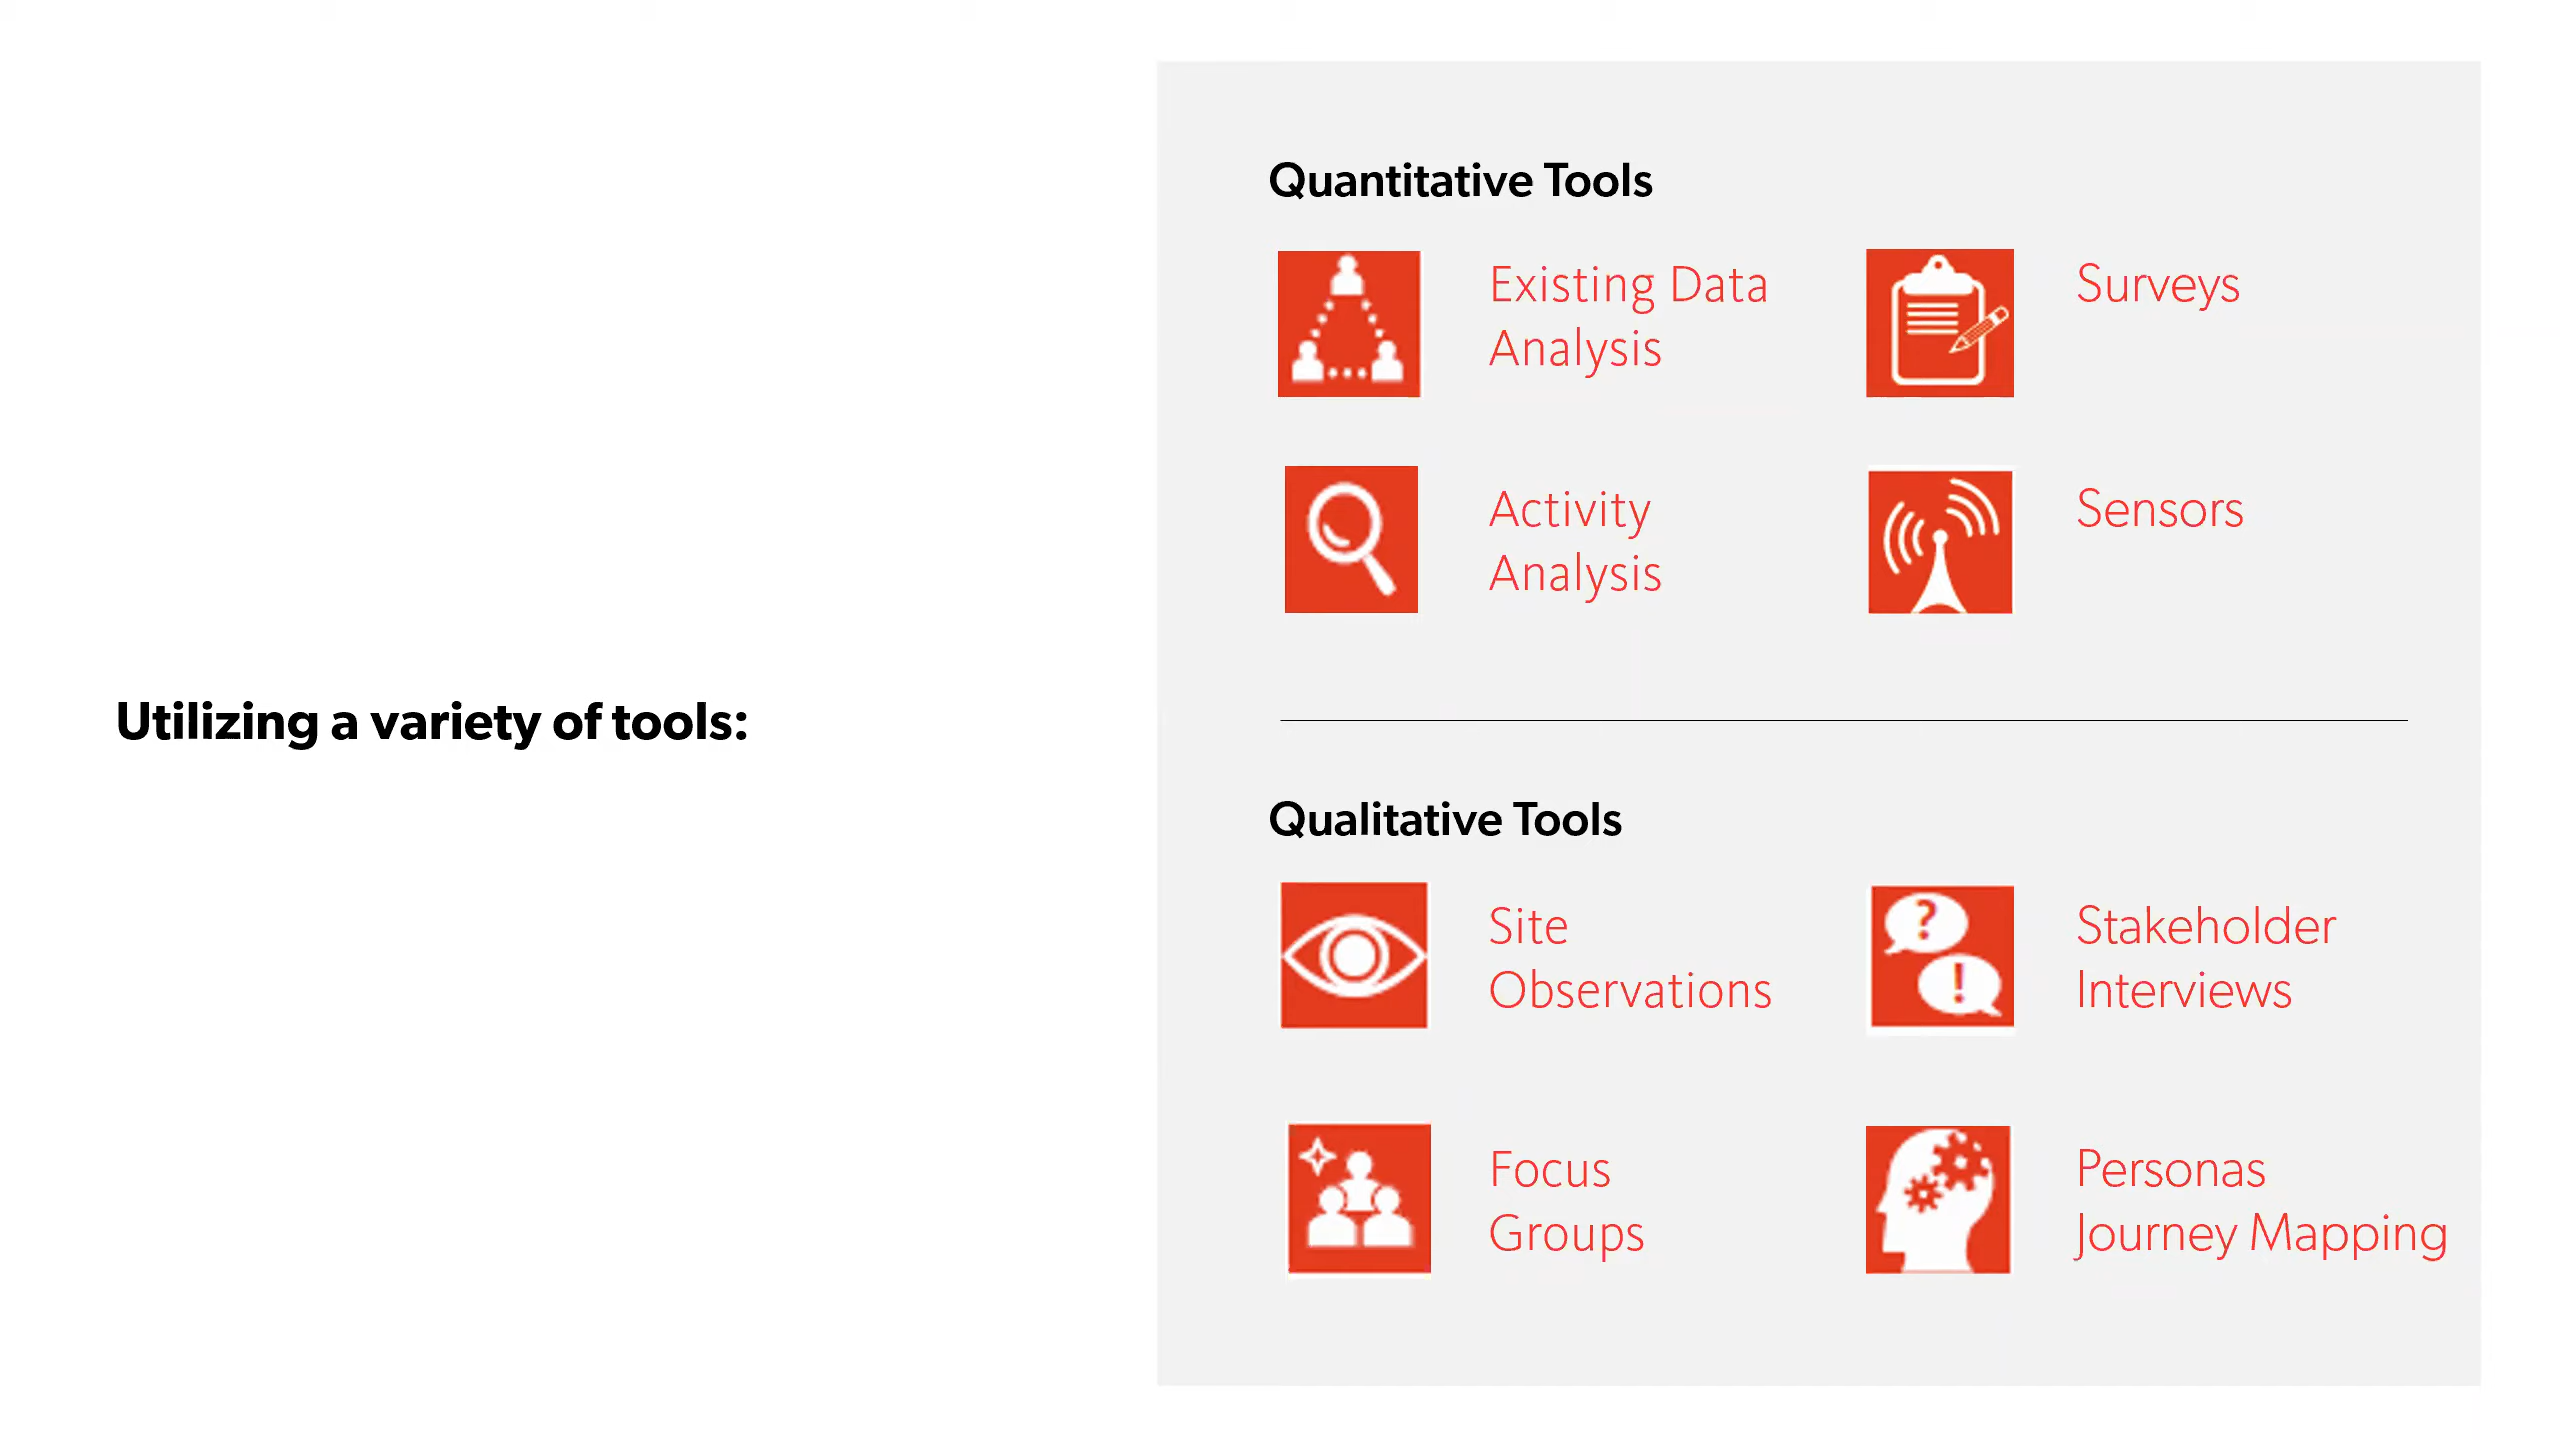 Utilizing a variety of tools:
Quantitative Tools
Existing Data
Analysis
Surveys
Activity
Analysis
Sensors
Qualitative Tools
Site
Observations
?
!
Stakeholder
Interviews
Focus
Groups
Personas
Journey Mapping